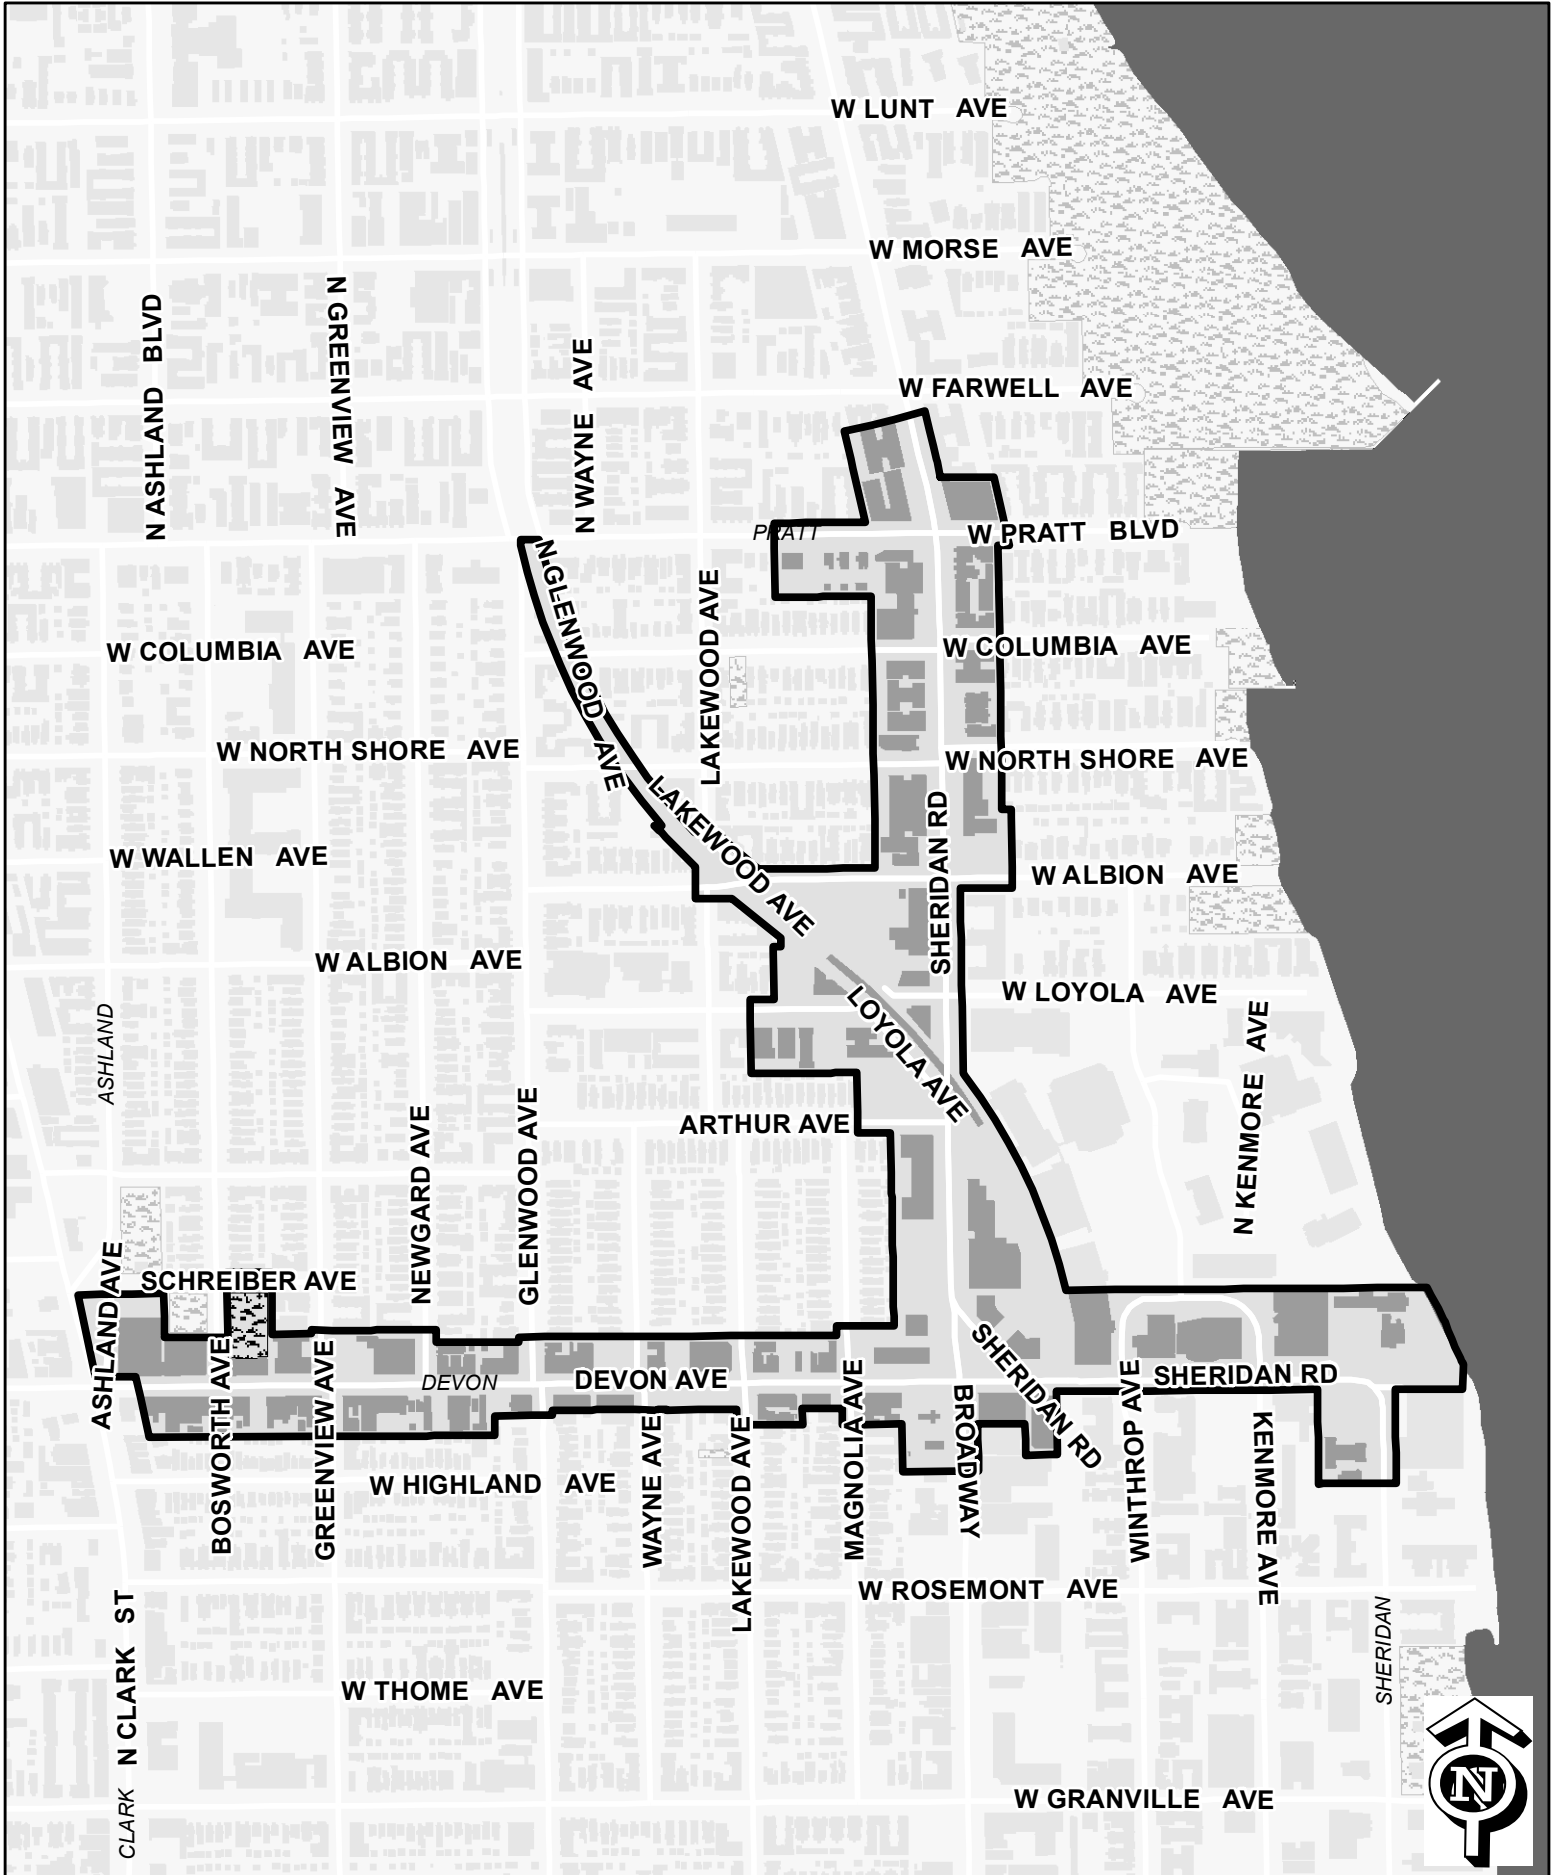 W LUNT AVE
W MORSE AVE
N ASHLAND BLVD
N GREENVIEW AVE
N WAYNE AVE
W FARWELL AVE
PRATT
W PRATT BLVD
N GLENWOOD AVE
LAKEWOOD AVE
W COLUMBIA AVE
W COLUMBIA AVE
W NORTH SHORE AVE
W NORTH SHORE AVE
LAKEWOOD AVE
SHERIDAN RD
W WALLEN AVE
W ALBION AVE
W ALBION AVE
W LOYOLA AVE
LOYOLA AVE
ASHLAND
N KENMORE AVE
ARTHUR AVE
NEWGARD AVE
GLENWOOD AVE
SCHREIBER AVE
ASHLAND AVE
BOSWORTH AVE
GREENVIEW AVE
DEVON
DEVON AVE
SHERIDAN RD
SHERIDAN RD
WAYNE AVE
LAKEWOOD AVE
MAGNOLIA AVE
BROADWAY
WINTHROP AVE
KENMORE AVE
W HIGHLAND AVE
W ROSEMONT AVE
N CLARK ST
CLARK
W THOME AVE
SHERIDAN
W GRANVILLE AVE
N